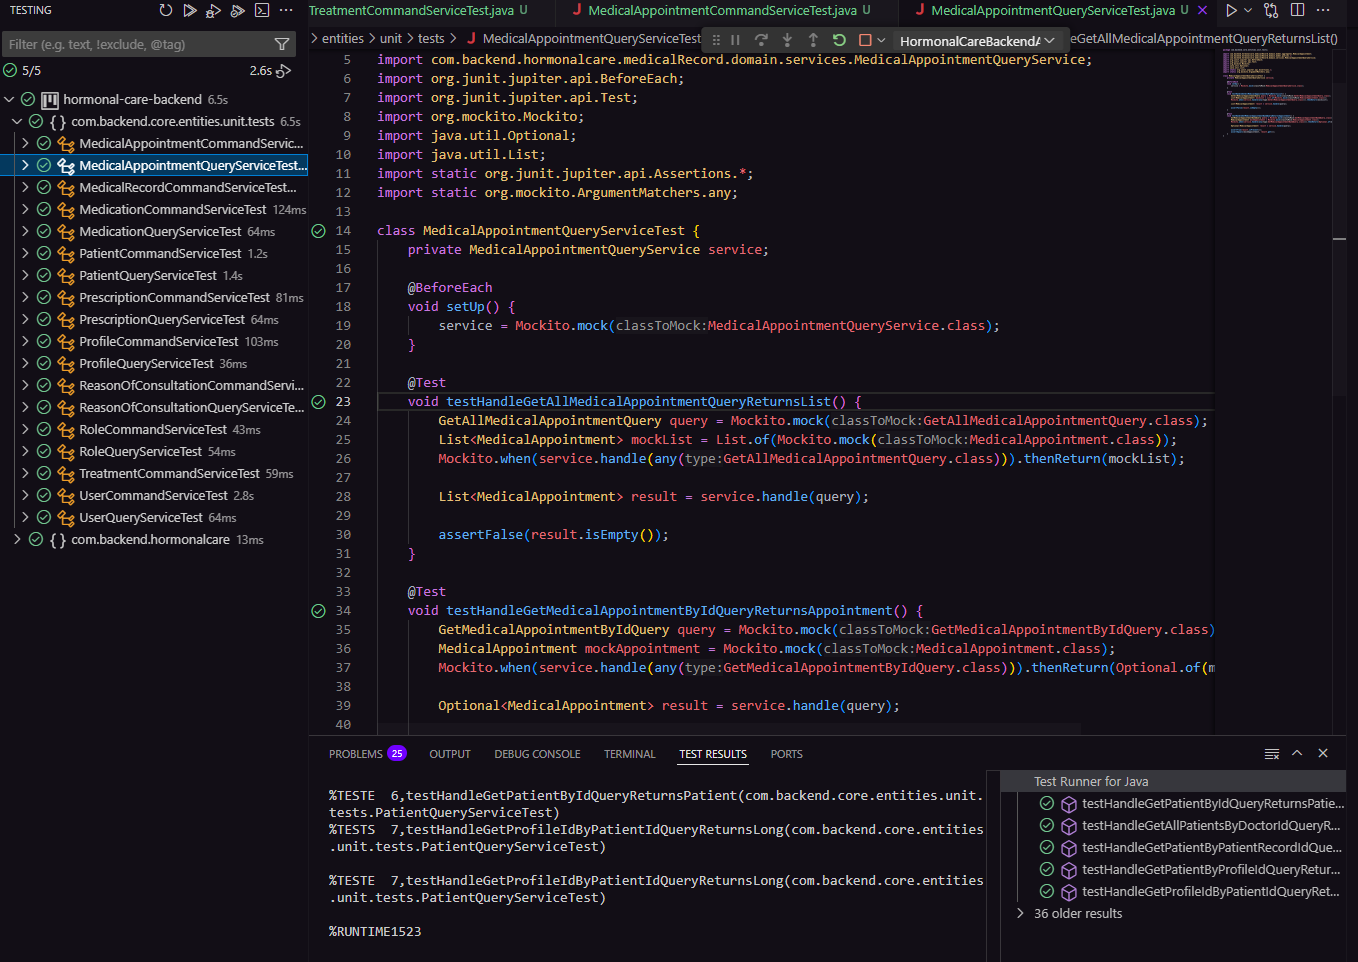 TESTING
Filter (e.g. text, !exclude, @tag)
5/5
2.6s
hormonal-care-backend 6.5s
com.backend.core.entities.unit.tests 6.5s
MedicalAppointmentCommandServic...
MedicalAppointmentQueryServiceTest...
MedicalRecordCommandServiceTest...
MedicationCommandServiceTest 124ms
MedicationQueryServiceTest 64ms
PatientCommandServiceTest 1.2s
PatientQueryServiceTest 1.4s
PrescriptionCommandServiceTest 81ms
PrescriptionQueryServiceTest 64ms
ProfileCommandServiceTest 103ms
ProfileQueryServiceTest 36ms
ReasonOfConsultationCommandServi...
ReasonOfConsultationQueryServiceTe...
RoleCommandServiceTest 43ms
RoleQueryServiceTest 54ms
TreatmentCommandServiceTest 59ms
UserCommandServiceTest 2.8s
UserQueryServiceTest 64ms
com.backend.hormonalcare 13ms
TreatmentCommandServiceTest.java U
J MedicalAppointmentCommandServiceTest.java U
J MedicalAppointmentQueryServiceTest.java U
> entities > unit > tests > J MedicalAppointmentQueryServiceTest
HormonalCareBackendA
eGetAllMedicalAppointmentQueryReturnsList()
5 import com.backend.hormonalcare.medicalRecord.domain.services.MedicalAppointmentQueryService;
6 import org.junit.jupiter.api.BeforeEach;
7 import org.junit.jupiter.api.Test;
8 import org.mockito.Mockito;
9 import java.util.Optional;
10 import java.util.List;
11 import static org.junit.jupiter.api.Assertions.*;
12 import static org.mockito.ArgumentMatchers.any;
13
14 class MedicalAppointmentQueryServiceTest {
15 private MedicalAppointmentQueryService service;
16
17 @BeforeEach
18 void setUp() {
19 service = Mockito.mock(classToMock:MedicalAppointmentQueryService.class);
20 }
21
22 @Test
23 void testHandleGetAllMedicalAppointmentQueryReturnsList() {
24 GetAllMedicalAppointmentQuery query = Mockito.mock(classToMock:GetAllMedicalAppointmentQuery.class);
25 List<MedicalAppointment> mockList = List.of(Mockito.mock(classToMock:MedicalAppointment.class));
26 Mockito.when(service.handle(any(type:GetAllMedicalAppointmentQuery.class))).thenReturn(mockList);
27
28 List<MedicalAppointment> result = service.handle(query);
29
30 assertFalse(result.isEmpty());
31 }
32
33 @Test
34 void testHandleGetMedicalAppointmentByIdQueryReturnsAppointment() {
35 GetMedicalAppointmentByIdQuery query = Mockito.mock(classToMock:GetMedicalAppointmentByIdQuery.class)
36 MedicalAppointment mockAppointment = Mockito.mock(classToMock:MedicalAppointment.class);
37 Mockito.when(service.handle(any(type:GetMedicalAppointmentByIdQuery.class))).thenReturn(Optional.of(m
38
39 Optional<MedicalAppointment> result = service.handle(query);
40
PROBLEMS 25 OUTPUT DEBUG CONSOLE TERMINAL TEST RESULTS PORTS
%TESTE 6,testHandleGetPatientByIdQueryReturnsPatient(com.backend.core.entities.unit.
tests.PatientQueryServiceTest)
%TESTS 7,testHandleGetProfileIdByPatientIdQueryReturnsLong(com.backend.core.entities
.unit.tests.PatientQueryServiceTest)
%TESTE 7,testHandleGetProfileIdByPatientIdQueryReturnsLong(com.backend.core.entities
.unit.tests.PatientQueryServiceTest)
%RUNTIME1523
Test Runner for Java
testHandleGetPatientByIdQueryReturnsPatie...
testHandleGetAllPatientsByDoctorIdQueryR...
testHandleGetPatientByPatientRecordIdQue...
testHandleGetPatientByProfileIdQueryRetur...
testHandleGetProfileIdByPatientIdQueryRet...
36 older results